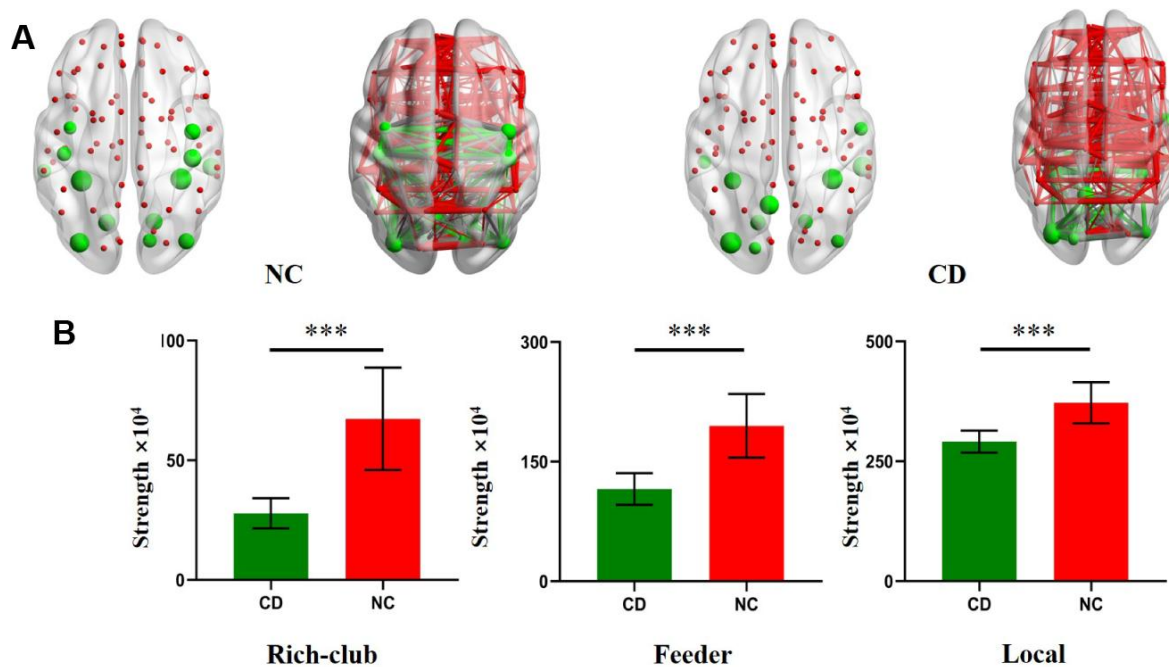 A
NC
CD
B
***
100
50
0
Strength ×10⁴
CD
NC
Rich-club
***
300
150
0
Strength ×10⁴
CD
NC
Feeder
***
500
250
0
Strength ×10⁴
CD
NC
Local